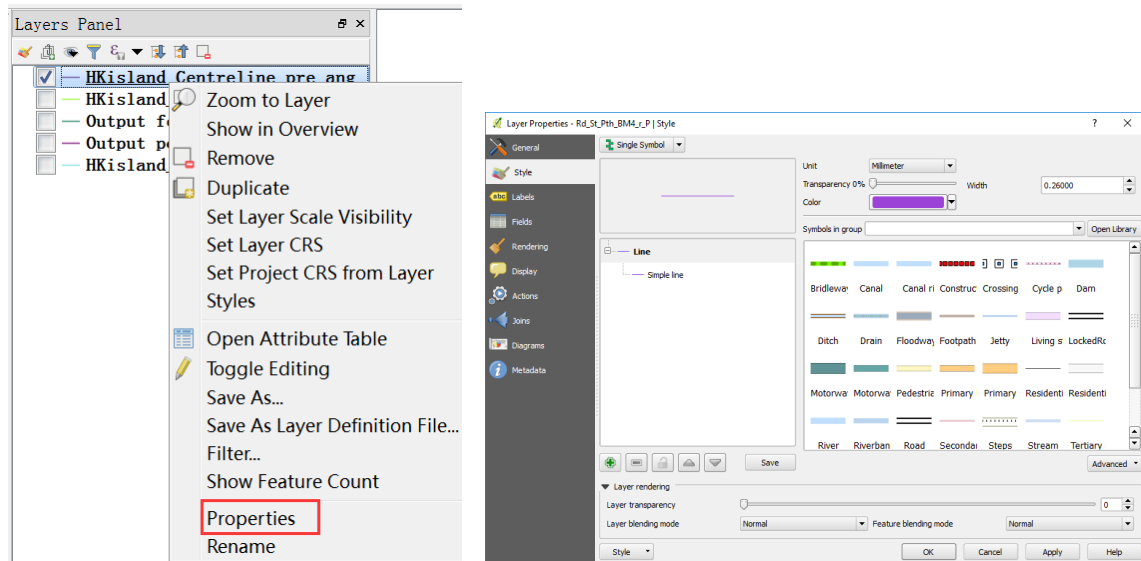 Layers Panel
HKisland Centreline pre ang
HKisland_
Output f
Output p
HKisland_
Zoom to Layer
Show in Overview
Remove
Duplicate
Set Layer Scale Visibility
Set Layer CRS
Set Project CRS from Layer
Styles
Open Attribute Table
Toggle Editing
Save As...
Save As Layer Definition File...
Filter...
Show Feature Count
Properties
Rename
Layer Properties - Rd_St_Pth_BM4_r_P | Style
General
Style
Labels
Fields
Rendering
Display
Actions
Joins
Diagrams
Metadata
Single Symbol
Unit Millimeter
Transparency 0% Width 0.26000
Color
Symbols in group Open Library
Line
Simple line
Bridleway Canal Canal ri Construc Crossing Cycle p Dam
Ditch Drain Floodway Footpath Jetty Living s LockedRo
Motorwa Motorwa Pedestria Primary Primary Residenti Residenti
River Riverban Road Seconda Steps Stream Tertiary
Save
Advanced
Layer rendering
Layer transparency 0
Layer blending mode Normal Feature blending mode Normal
Style OK Cancel Apply Help